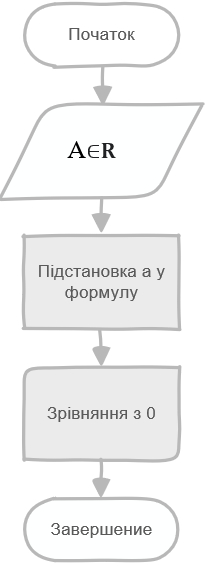 Початок
A∈R
Підстановка а у
формулу
Зрівняння з 0
Завершение